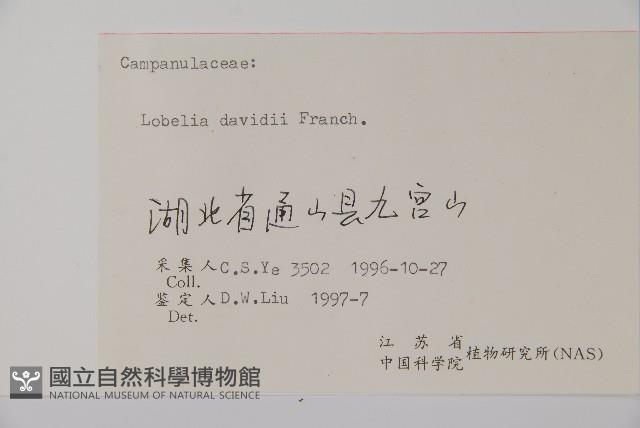 Campanulaceae:
Lobelia davidii Franch.
湖北省通山县九宫山
采集人 C.S.Ye 3502 1996-10-27
Coll.
鉴定人 D.W.Liu 1997-7
Det.
江苏省
中国科学院 植物研究所(NAS)
國立自然科學博物館
NATIONAL MUSEUM OF NATURAL SCIENCE